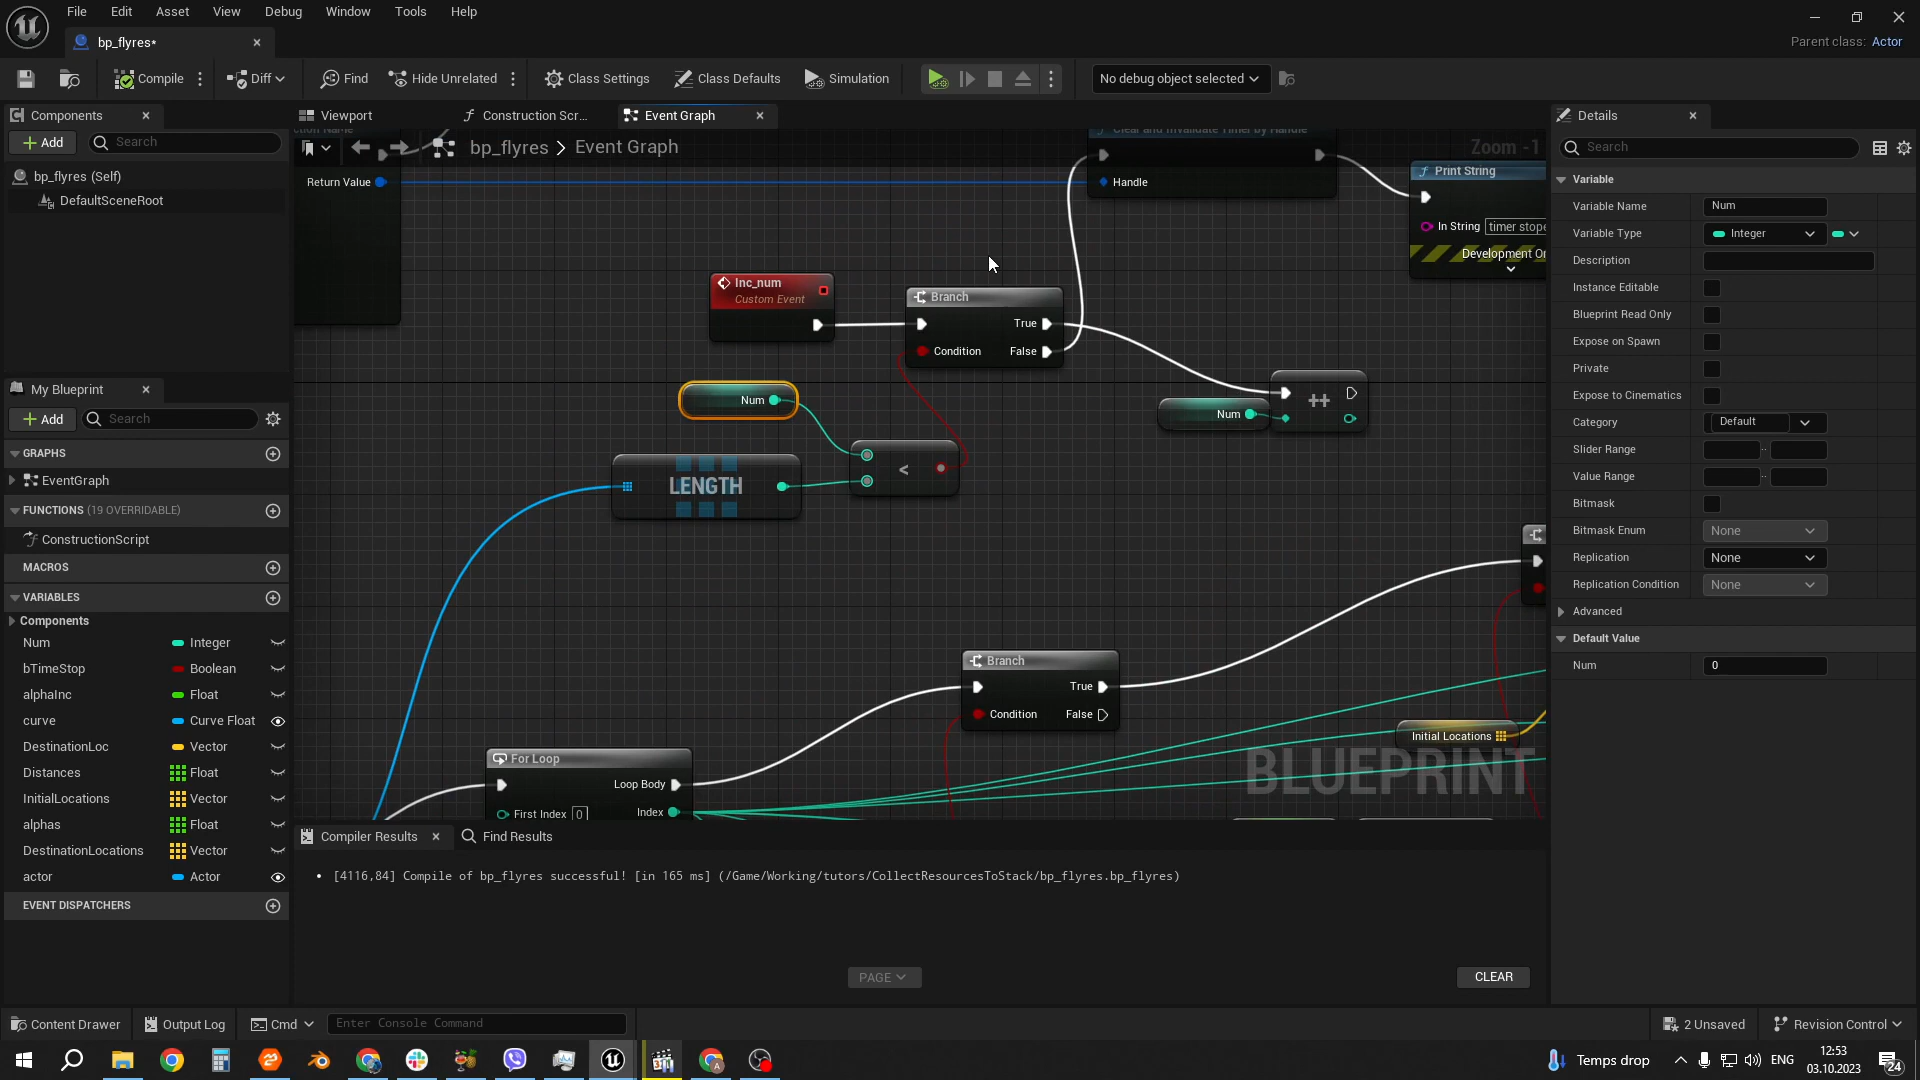 File Edit Asset View Debug Window Tools Help
bp_flyres*
Parent class: Actor
Compile Diff Find Hide Unrelated Class Settings Class Defaults Simulation No debug object selected
Components
Add Search
bp_flyres (Self)
DefaultSceneRoot
My Blueprint
Add Search
GRAPHS
EventGraph
FUNCTIONS (19 OVERRIDABLE)
ConstructionScript
MACROS
VARIABLES
Components
Num Integer
bTimeStop Boolean
alphaInc Float
curve Curve Float
DestinationLoc Vector
Distances Float
InitialLocations Vector
alphas Float
DestinationLocations Vector
actor Actor
EVENT DISPATCHERS
Viewport Construction Scr... Event Graph
bp_flyres > Event Graph
Zoom -1
Return Value
Clear and Invalidate Timer by Handle
Handle
Print String
In String timer stope
Development On
Inc_num
Custom Event
Branch
True
Condition False
Num
LENGTH
<
Num
++
Branch
True
Condition False
For Loop
Loop Body
First Index 0 Index
Initial Locations
BLUEPRINT
Compiler Results Find Results
• [4116,84] Compile of bp_flyres successful! [in 165 ms] (/Game/Working/tutors/CollectResourcesToStack/bp_flyres.bp_flyres)
PAGE
CLEAR
Details
Search
Variable
Variable Name Num
Variable Type Integer
Description
Instance Editable
Blueprint Read Only
Expose on Spawn
Private
Expose to Cinematics
Category Default
Slider Range
Value Range
Bitmask
Bitmask Enum None
Replication None
Replication Condition None
Advanced
Default Value
Num 0
Content Drawer Output Log Cmd Enter Console Command 2 Unsaved Revision Control
Temps drop ENG 12:53
03.10.2023 24